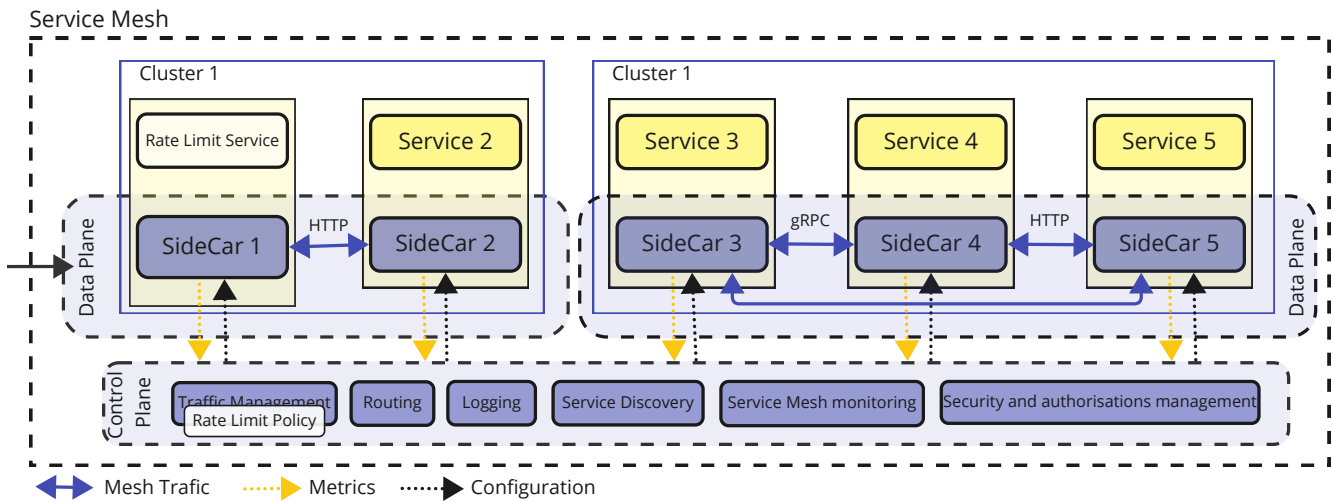 Service Mesh
Cluster 1
Cluster 1
Rate Limit Service
Service 2
Service 3
Service 4
Service 5
Data Plane
SideCar 1
HTTP
SideCar 2
SideCar 3
gRPC
SideCar 4
HTTP
SideCar 5
Data Plane
Control
Plane
Traffic Management
Rate Limit Policy
Routing
Logging
Service Discovery
Service Mesh monitoring
Security and authorisations management
Mesh Trafic
Metrics
Configuration